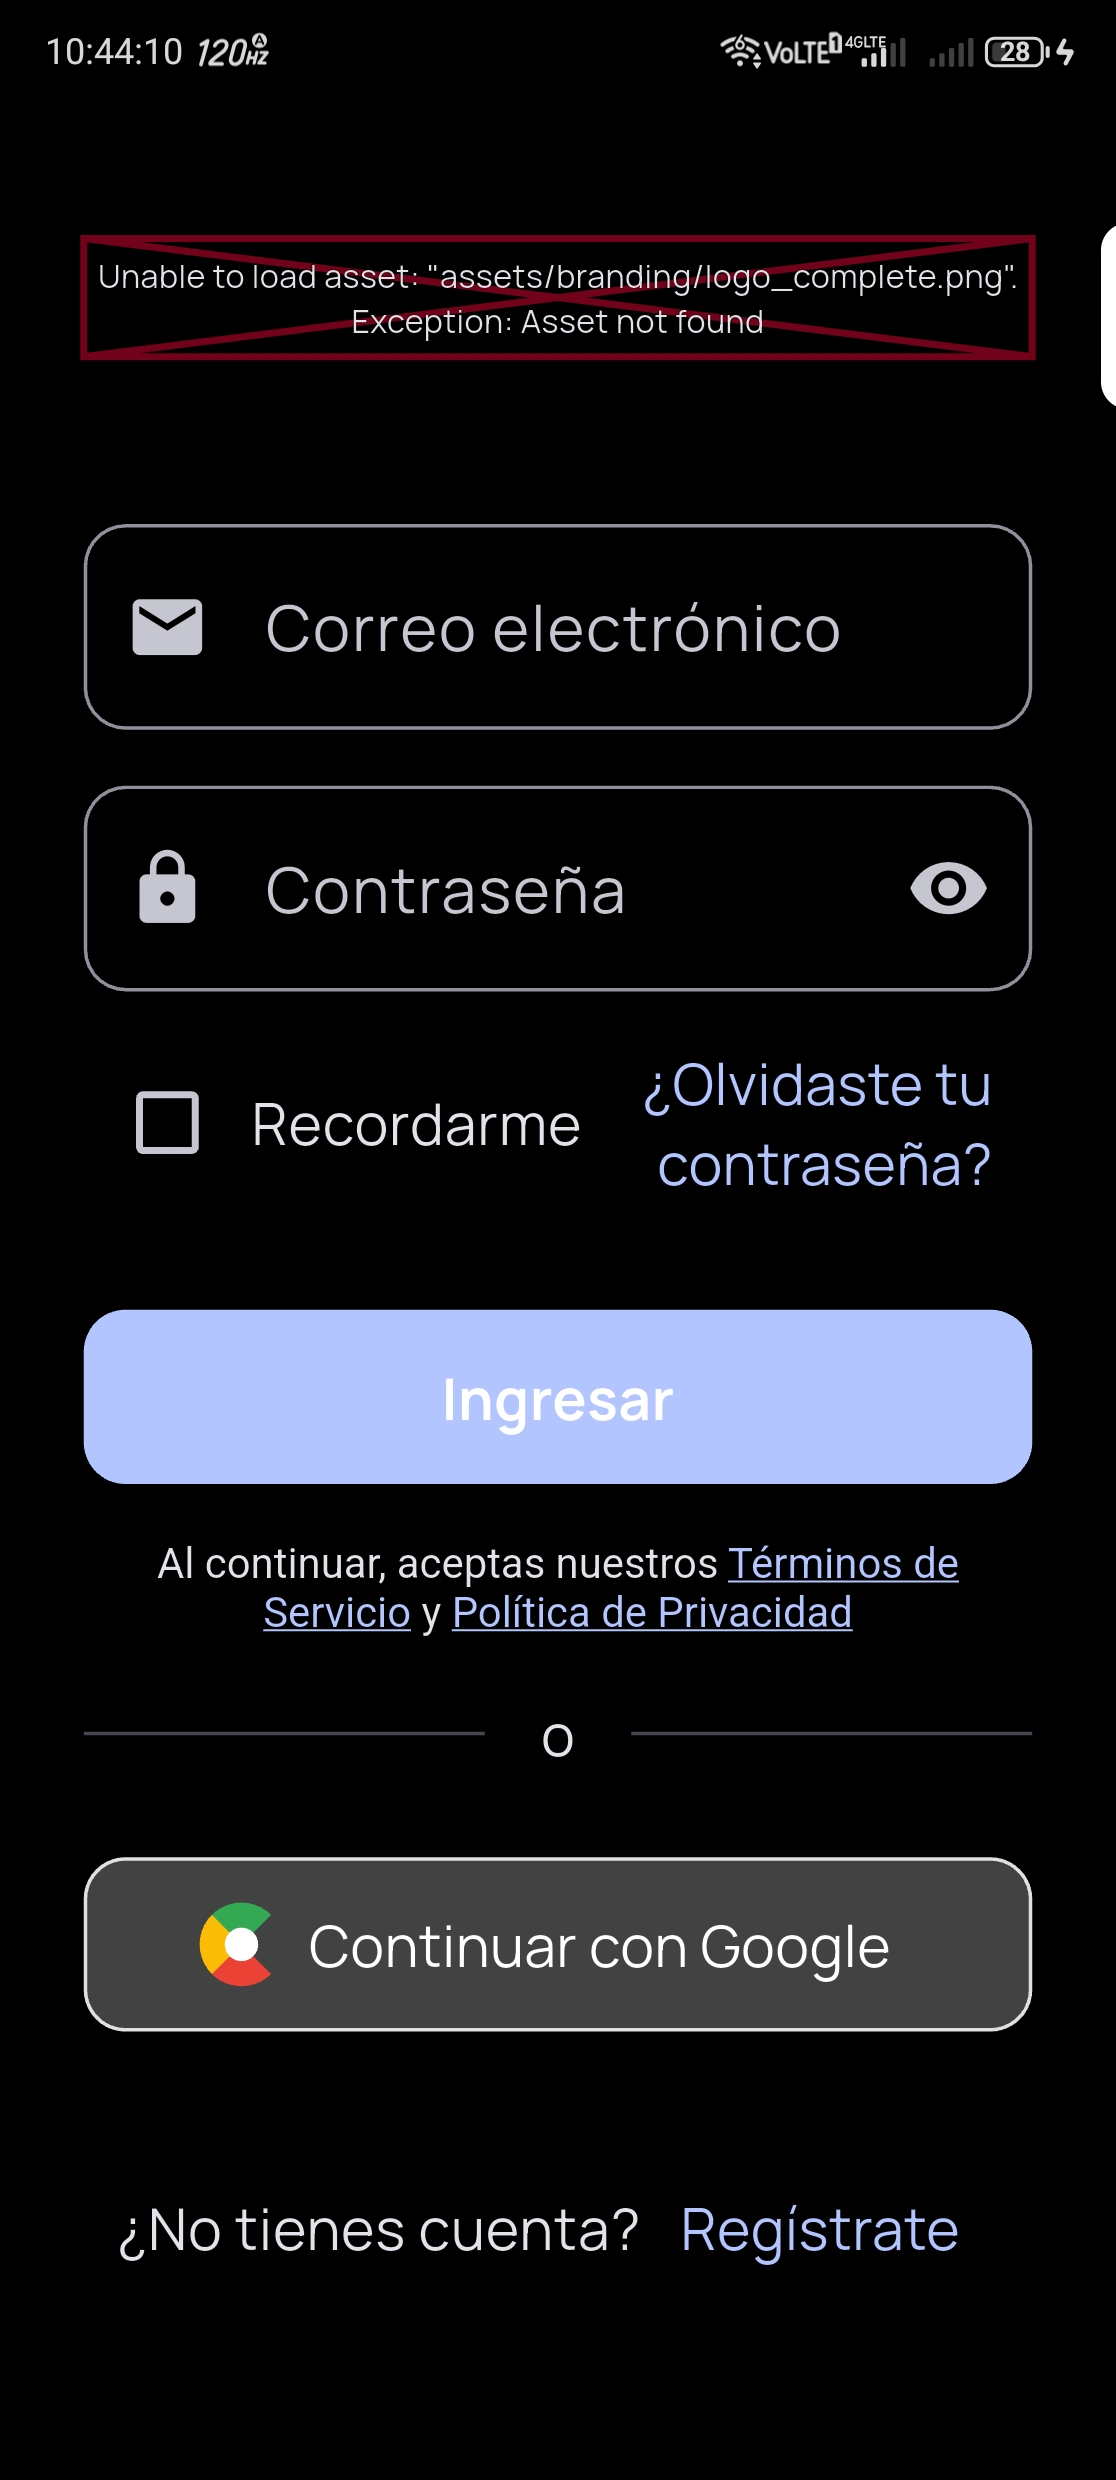 10:44:10 120HZ A 6 VoLTE 1 4GLTE 28
Unable to load asset: "assets/branding/logo_complete.png".
Exception: Asset not found
Correo electrónico
Contraseña
Recordarme
¿Olvidaste tu
contraseña?
Ingresar
Al continuar, aceptas nuestros Términos de
Servicio y Política de Privacidad
o
Continuar con Google
¿No tienes cuenta? Regístrate